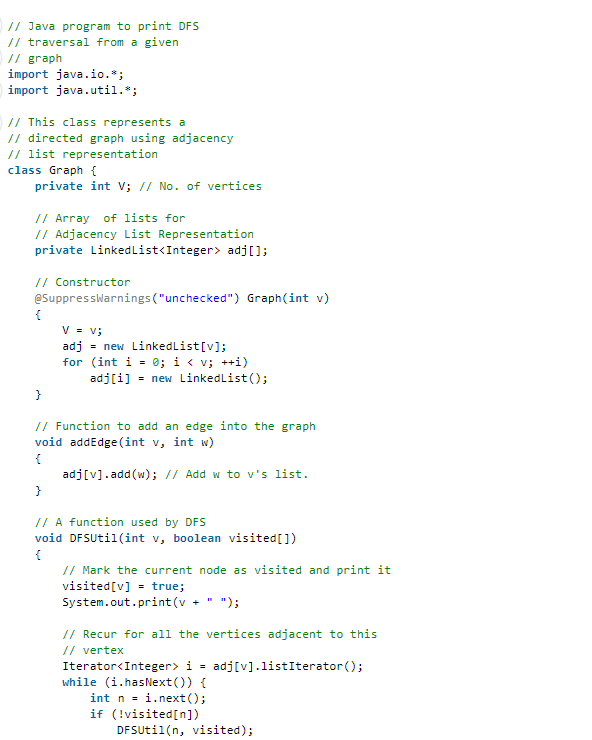 // Java program to print DFS
// traversal from a given
// graph
import java.io.*;
import java.util.*;
// This class represents a
// directed graph using adjacency
// list representation
class Graph {
private int V; // No. of vertices
// Array  of lists for
// Adjacency List Representation
private LinkedList<Integer> adj[];
// Constructor
@SuppressWarnings("unchecked") Graph(int v)
{
V = v;
adj = new LinkedList[v];
for (int i = 0; i < v; ++i)
adj[i] = new LinkedList();
}
// Function to add an edge into the graph
void addEdge(int v, int w)
{
adj[v].add(w); // Add w to v's list.
}
// A function used by DFS
void DFSUtil(int v, boolean visited[])
{
// Mark the current node as visited and print it
visited[v] = true;
System.out.print(v + " ");
// Recur for all the vertices adjacent to this
// vertex
Iterator<Integer> i = adj[v].listIterator();
while (i.hasNext()) {
int n = i.next();
if (!visited[n])
DFSUtil(n, visited);